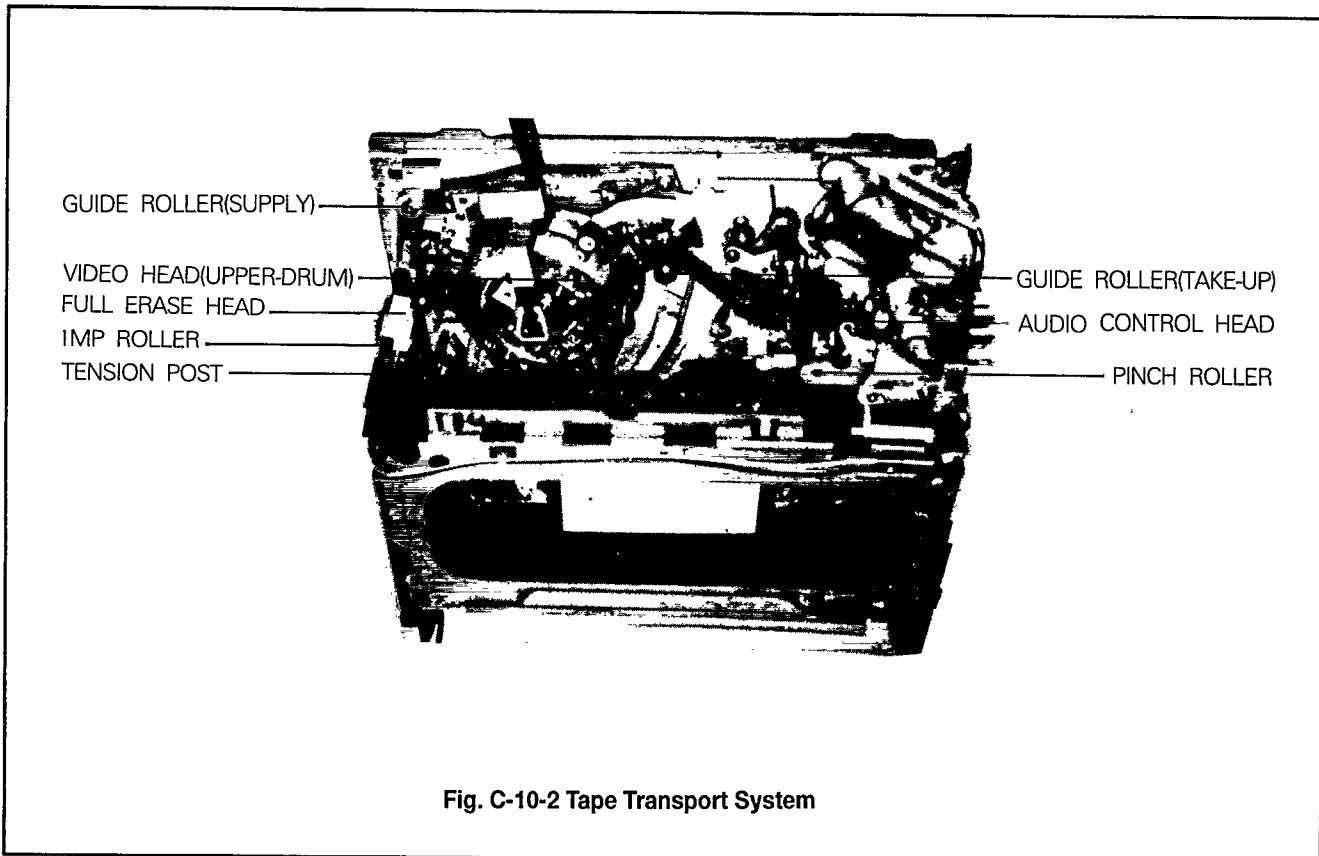 GUIDE ROLLER(SUPPLY)
VIDEO HEAD(UPPER-DRUM)
FULL ERASE HEAD
IMP ROLLER
TENSION POST
GUIDE ROLLER(TAKE-UP)
AUDIO CONTROL HEAD
PINCH ROLLER
Fig. C-10-2 Tape Transport System